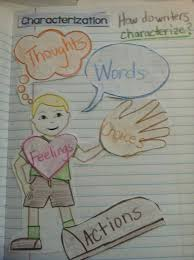 Characterization
How do writers
characterize?
Thoughts
Words
Choices
Feelings
Actions